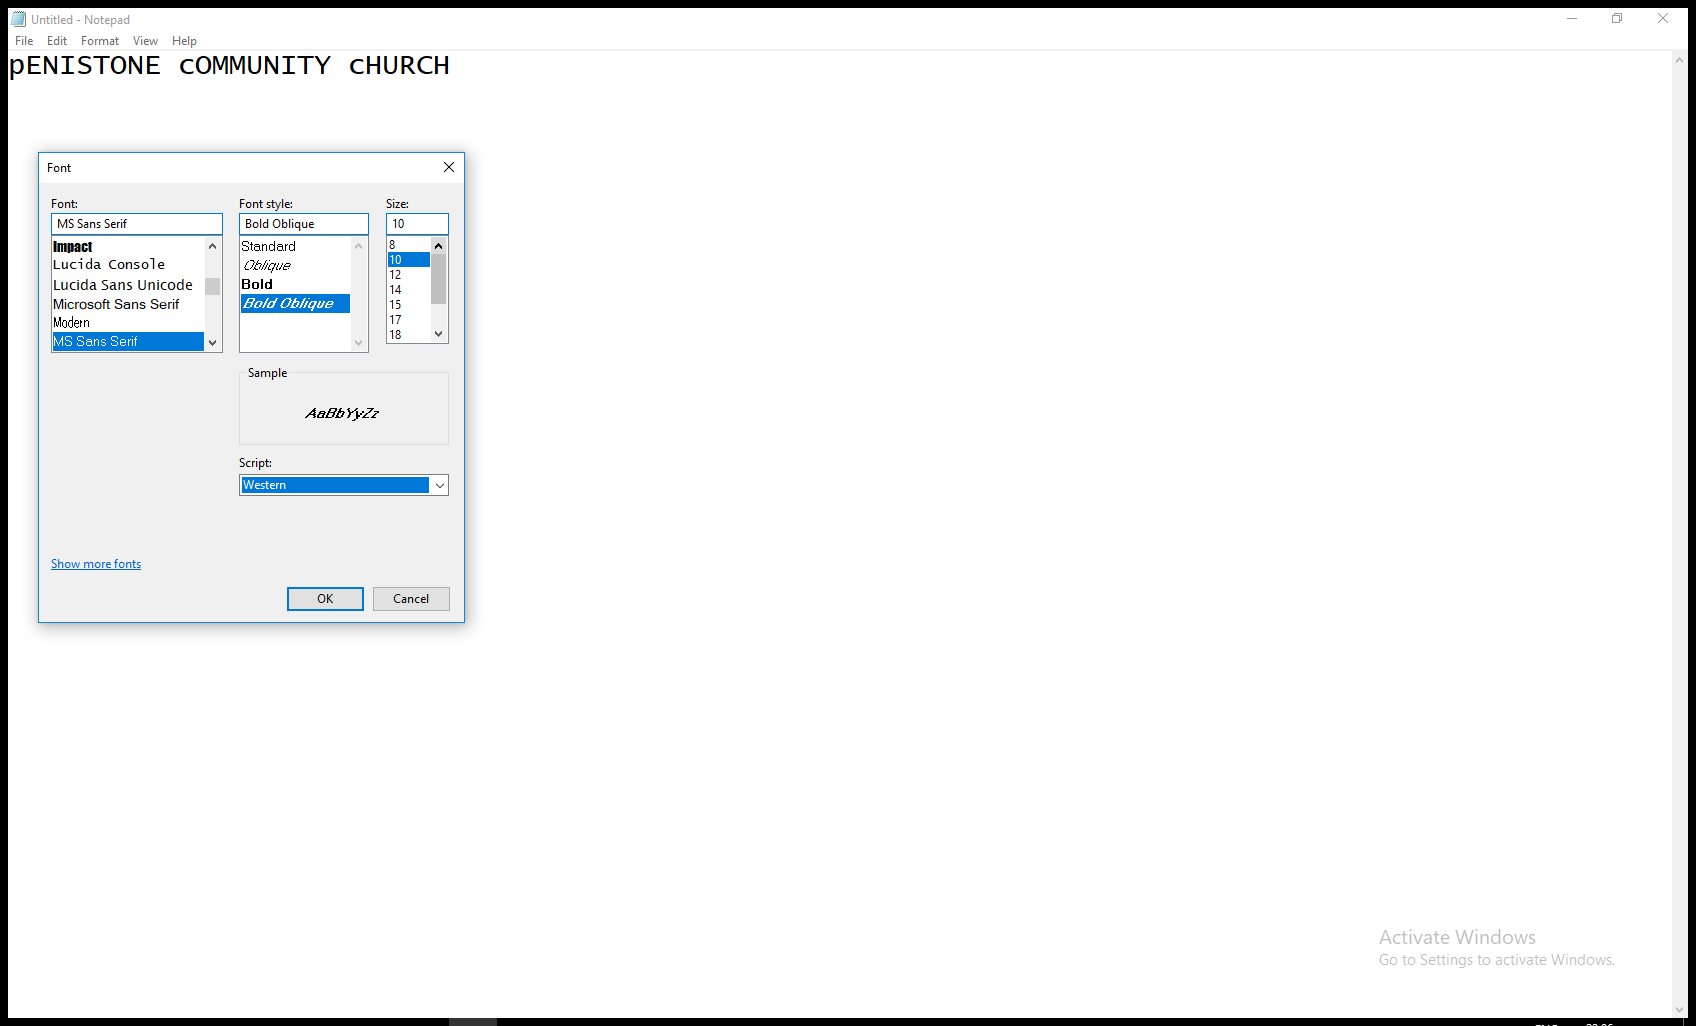 Untitled - Notepad
File Edit Format View Help
pENISTONE cOMMUNITY cHURCH
Font
Font: Font style: Size:
MS Sans Serif Bold Oblique 10
Impact
Lucida Console
Lucida Sans Unicode
Microsoft Sans Serif
Modern
MS Sans Serif
Standard
Oblique
Bold
Bold Oblique
8
10
12
14
15
17
18
Sample
AaBbYyZz
Script:
Western
Show more fonts
OK Cancel
Activate Windows
Go to Settings to activate Windows.